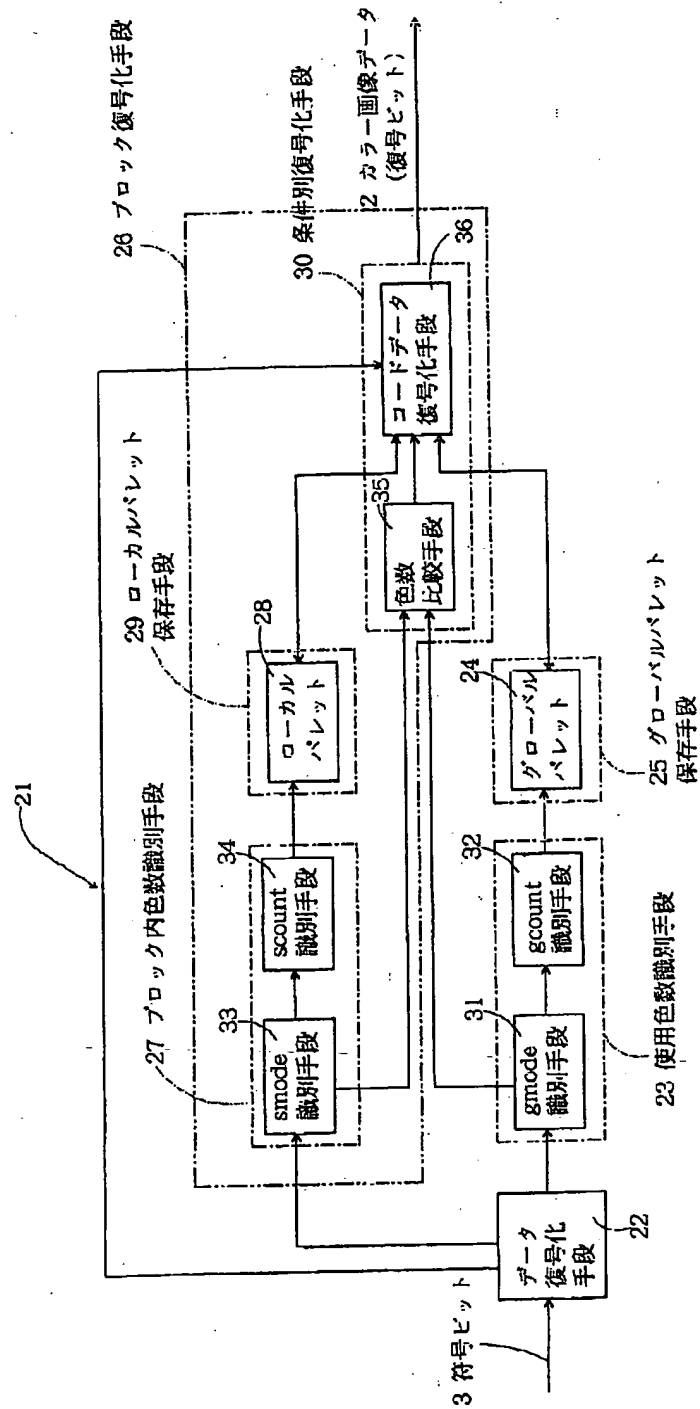 21
26 ブロック復号化手段
29 ローカルパレット
保存手段
27 ブロック内色数識別手段
30 条件別復号化手段
33
smode
識別手段
34
scount
識別手段
28
ローカル
パレット
35
色数
比較手段
コードデータ
復号化手段
36
2 カラー画像データ
(復号ビット)
3 符号ビット
データ
復号化
手段
22
31
gmode
識別手段
32
gcount
識別手段
24
グローバル
パレット
23 使用色数識別手段
25 グローバルパレット
保存手段